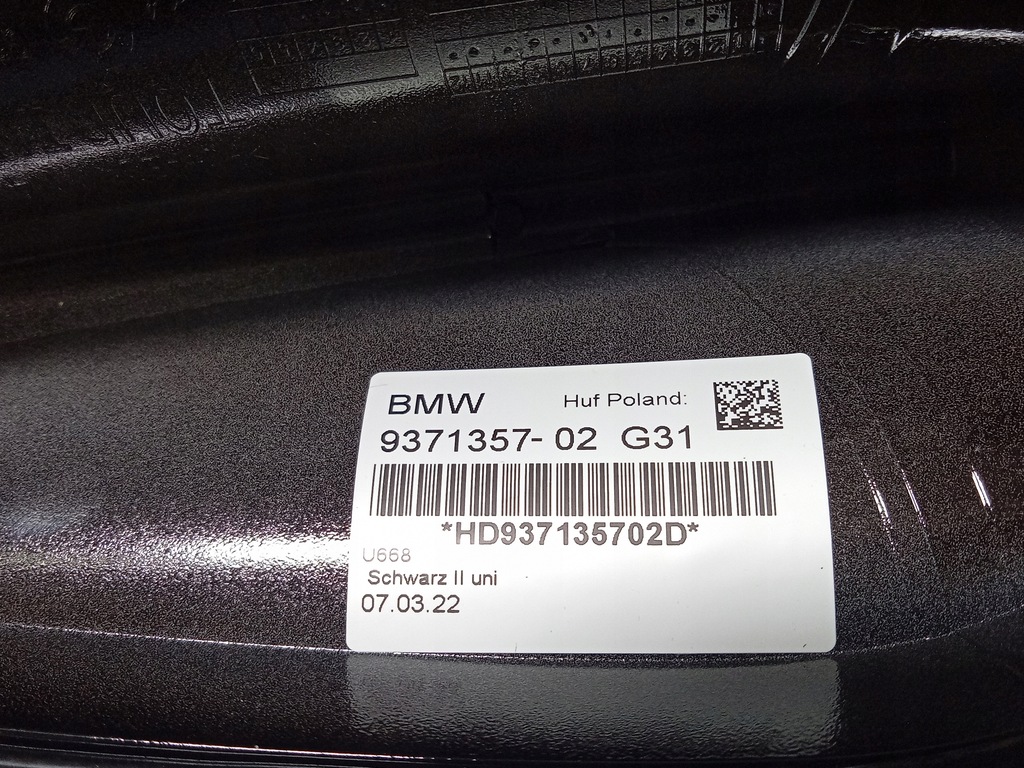 BMW Huf Poland:
9371357- 02 G31
*HD937135702D*
U668
Schwarz II uni
07.03.22